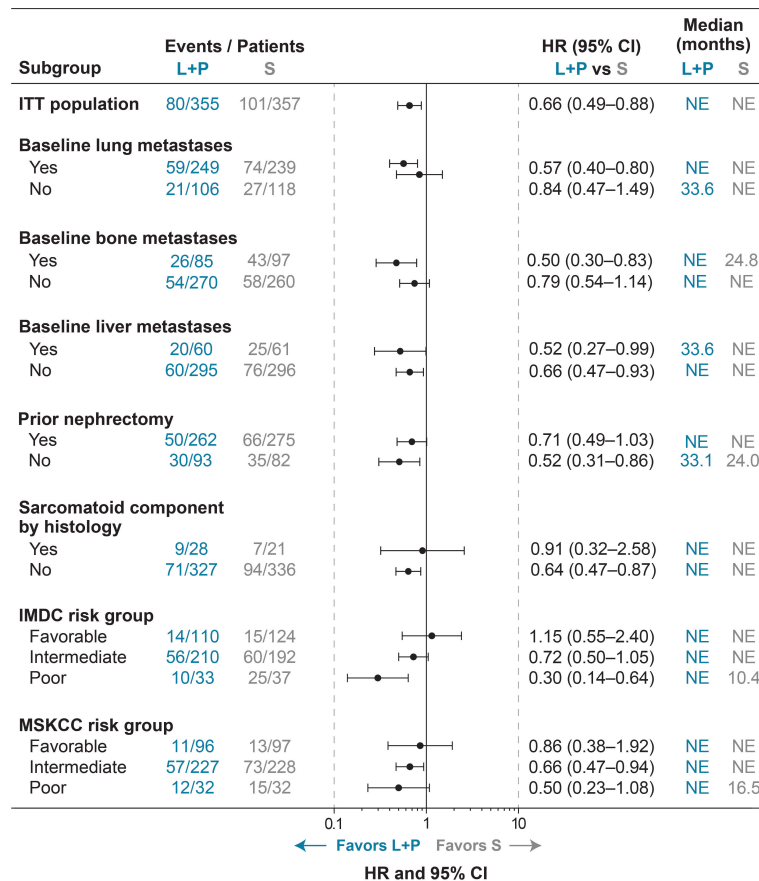 Median
Events / Patients HR (95% CI) (months)
Subgroup L+P S L+P vs S L+P S
ITT population 80/355 101/357 0.66 (0.49–0.88) NE NE
Baseline lung metastases
Yes 59/249 74/239 0.57 (0.40–0.80) NE NE
No 21/106 27/118 0.84 (0.47–1.49) 33.6 NE
Baseline bone metastases
Yes 26/85 43/97 0.50 (0.30–0.83) NE 24.8
No 54/270 58/260 0.79 (0.54–1.14) NE NE
Baseline liver metastases
Yes 20/60 25/61 0.52 (0.27–0.99) 33.6 NE
No 60/295 76/296 0.66 (0.47–0.93) NE NE
Prior nephrectomy
Yes 50/262 66/275 0.71 (0.49–1.03) NE NE
No 30/93 35/82 0.52 (0.31–0.86) 33.1 24.0
Sarcomatoid component
by histology
Yes 9/28 7/21 0.91 (0.32–2.58) NE NE
No 71/327 94/336 0.64 (0.47–0.87) NE NE
IMDC risk group
Favorable 14/110 15/124 1.15 (0.55–2.40) NE NE
Intermediate 56/210 60/192 0.72 (0.50–1.05) NE NE
Poor 10/33 25/37 0.30 (0.14–0.64) NE 10.4
MSKCC risk group
Favorable 11/96 13/97 0.86 (0.38–1.92) NE NE
Intermediate 57/227 73/228 0.66 (0.47–0.94) NE NE
Poor 12/32 15/32 0.50 (0.23–1.08) NE 16.5
0.1 1 10
Favors L+P Favors S
HR and 95% CI